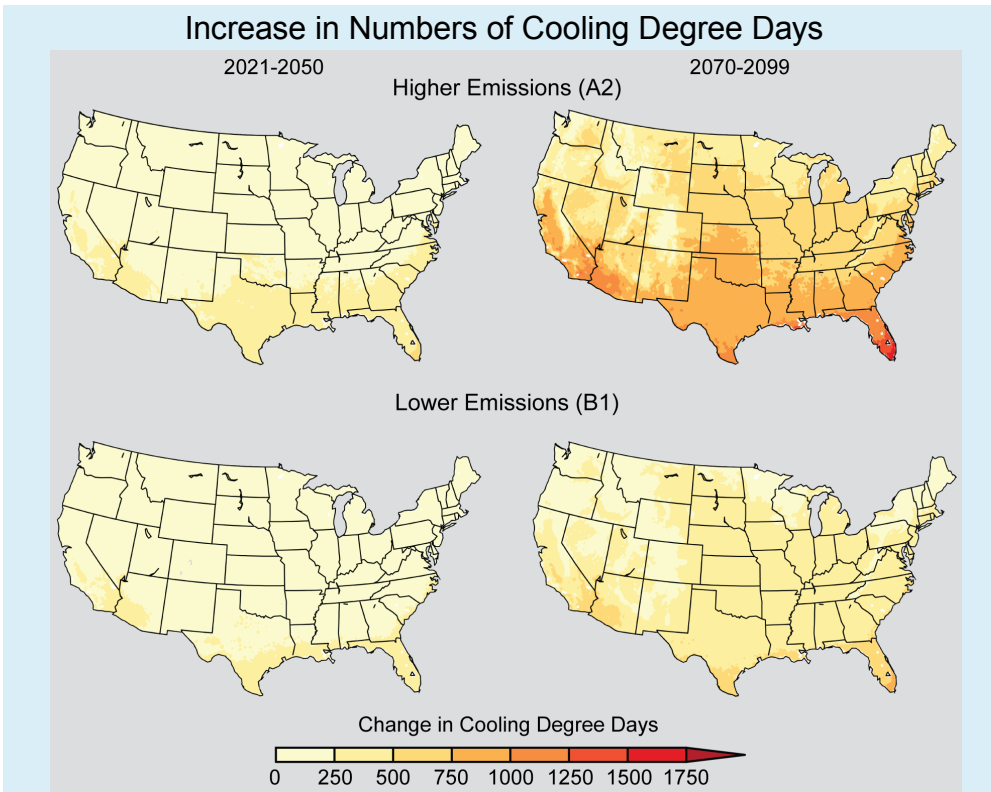 Increase in Numbers of Cooling Degree Days
2021-2050
2070-2099
Higher Emissions (A2)
Lower Emissions (B1)
Change in Cooling Degree Days
0 250 500 750 1000 1250 1500 1750